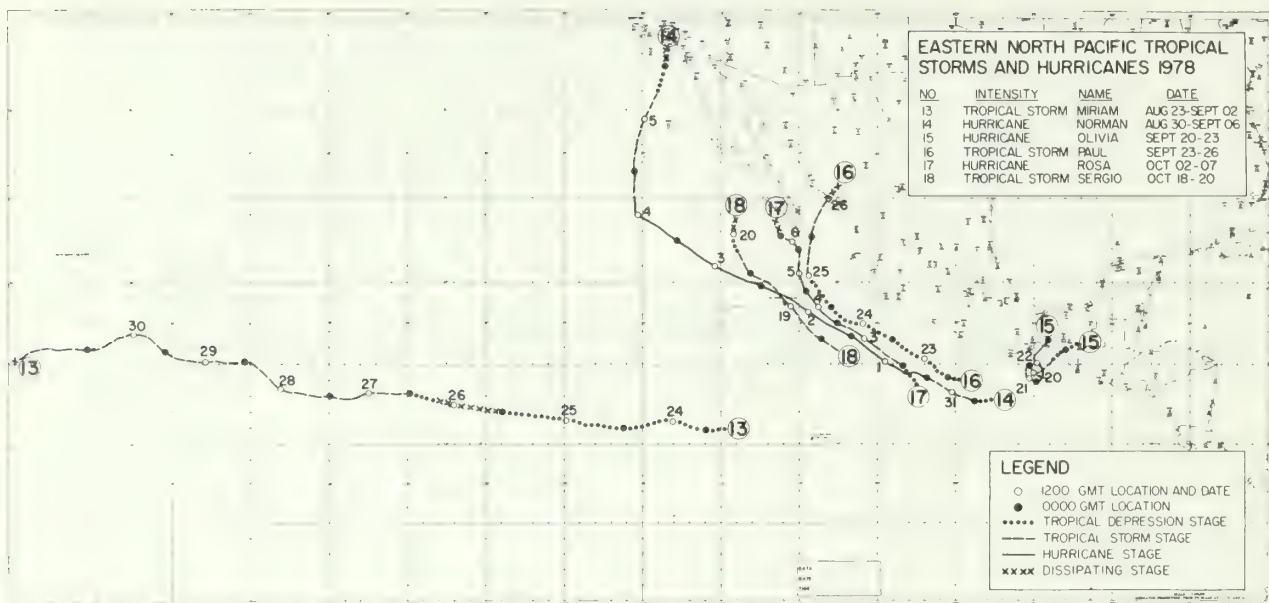 EASTERN NORTH PACIFIC TROPICAL
STORMS AND HURRICANES 1978
NO INTENSITY NAME DATE
13 TROPICAL STORM MIRIAM AUG 23-SEPT 02
14 HURRICANE NORMAN AUG 30-SEPT 06
15 HURRICANE OLIVIA SEPT 20-23
16 TROPICAL STORM PAUL SEPT 23-26
17 HURRICANE ROSA OCT 02-07
18 TROPICAL STORM SERGIO OCT 18-20
14
5
4
3
16
26
18
20
17
6
5
25
4
24
19
2
3
18
1
23
16
17
31
14
15
15
22
20
21
30
29
13
28
27
26
25
24
13
LEGEND
1200 GMT LOCATION AND DATE
0000 GMT LOCATION
TROPICAL DEPRESSION STAGE
TROPICAL STORM STAGE
HURRICANE STAGE
DISSIPATING STAGE